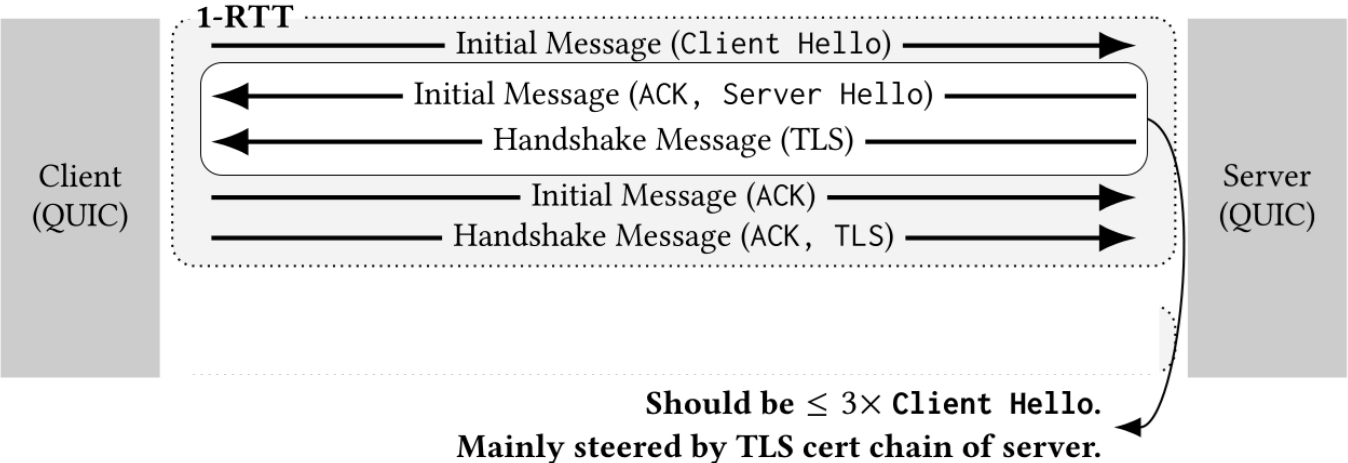 1-RTT
Initial Message (Client Hello)
Initial Message (ACK, Server Hello)
Handshake Message (TLS)
Initial Message (ACK)
Handshake Message (ACK, TLS)
Client
(QUIC)
Server
(QUIC)
Should be ≤ 3× Client Hello.
Mainly steered by TLS cert chain of server.